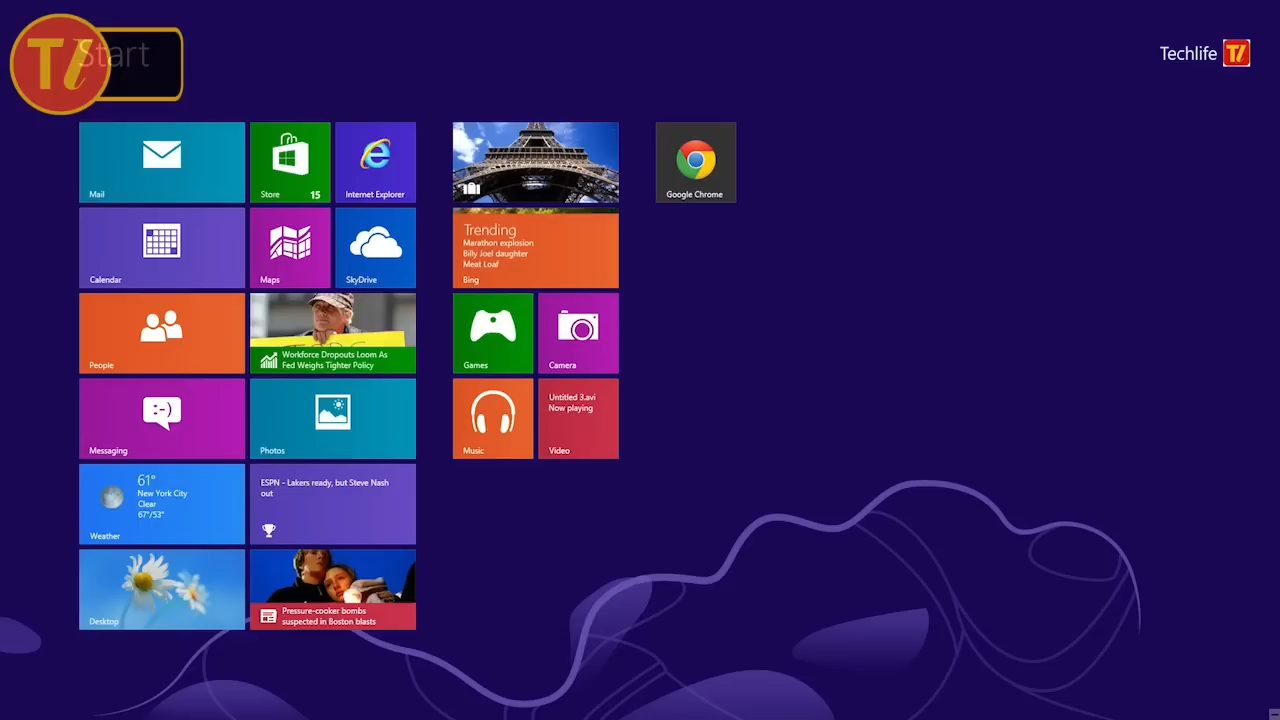 Start
Tl
Techlife
Tl
Mail
Store
15
Internet Explorer
Google Chrome
Calendar
Maps
SkyDrive
Trending
Marathon explosion
Billy Joel daughter
Meat Loaf
Bing
People
Workforce Dropouts Loom As
Fed Weighs Tighter Policy
Games
Camera
Messaging
Photos
Music
Untitled 3.avi
Now playing
Video
61°
New York City
Clear
67°/53°
Weather
ESPN - Lakers ready, but Steve Nash
out
Desktop
Pressure-cooker bombs
suspected in Boston blasts